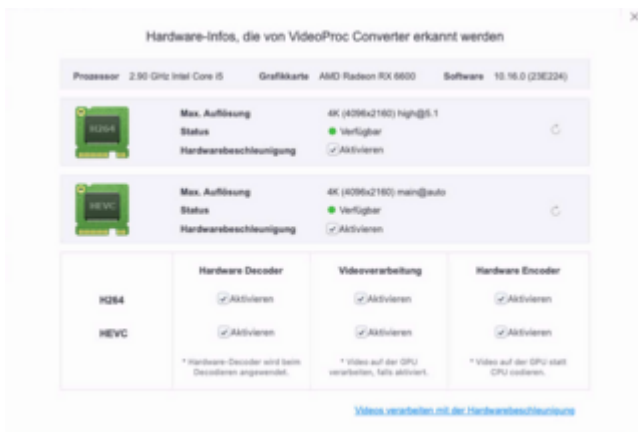 Hardware-Infos, die von VideoProc Converter erkannt werden
Prozessor 2.90 GHz Intel Core i5 Grafikkarte AMD Radeon RX 6600 Software 10.16.0 (23E224)
H264
Max. Auflösung 4K (4096x2160) high@5.1
Status Verfügbar
Hardwarebeschleunigung Aktivieren
HEVC
Max. Auflösung 4K (4096x2160) main@auto
Status Verfügbar
Hardwarebeschleunigung Aktivieren
Hardware Decoder Videoverarbeitung Hardware Encoder
H264 Aktivieren Aktivieren Aktivieren
HEVC Aktivieren Aktivieren Aktivieren
* Hardware-Decoder wird beim * Video auf der GPU * Video auf der GPU statt
Decodieren angewendet. verarbeiten, falls aktiviert. CPU codieren.
Videos verarbeiten mit der Hardwarebeschleunigung